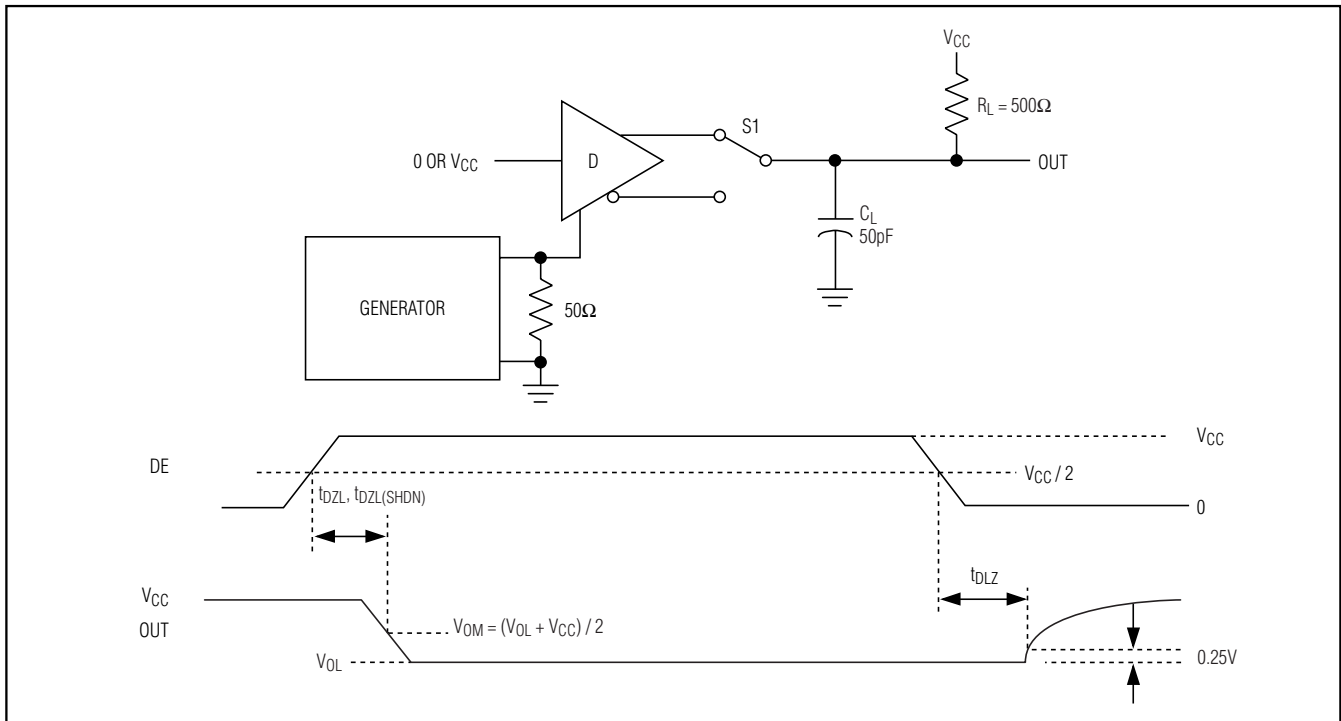 VCC
RL = 500Ω
S1
0 OR VCC
D
OUT
CL
50pF
GENERATOR
50Ω
VCC
DE
VCC / 2
tDZL, tDZL(SHDN)
0
tDLZ
VCC
OUT
VOM = (VOL + VCC) / 2
VOL
0.25V